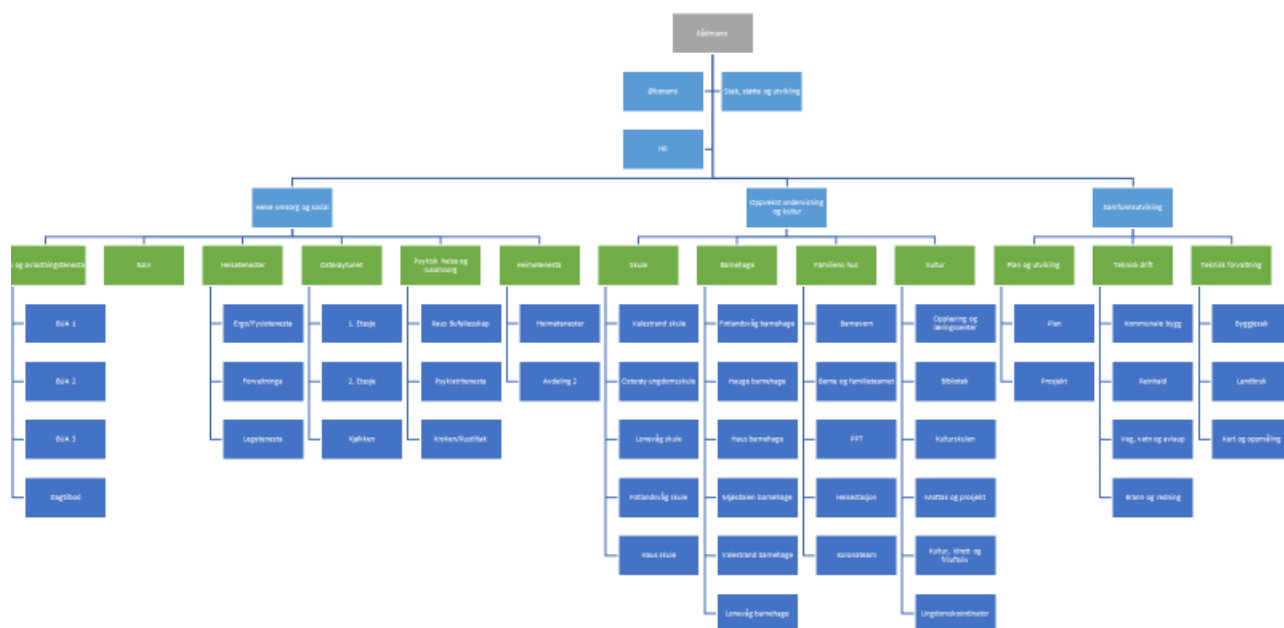 Rådmann
Økonomi
Stab, støtte og utvikling
HR
Helse omsorg og sosial
Oppvekst undervisning
og kultur
Samfunnsutvikling
og avlastningstenesta
NAV
Helsetenester
Osterøytunet
Psykisk helse og
rusomsorg
Heimetenesta
Skule
Barnehage
Familiens hus
Kultur
Plan og utvikling
Teknisk drift
Teknisk forvaltning
BUA 1
Ergo/Fysioteneste
1. Etasje
Haus Bufellesskap
Heimetenester
Valestrand skule
Fotlandsvåg barnehage
Barnevern
Opplæring og
læringssenter
Plan
Kommunale bygg
Byggjesak
BUA 2
Forvaltninga
2. Etasje
Psykiatriteneste
Avdeling 2
Osterøy ungdomsskule
Hauge barnehage
Barne og familieteamet
Bibliotek
Prosjekt
Reinhald
Landbruk
BUA 3
Legeteneste
Kjøkken
Kroken/Rustiltak
Lonevåg skule
Haus barnehage
PPT
Kulturskulen
Veg, vatn og avlaup
Kart og oppmåling
Dagtilbod
Fotlandsvåg skule
Mjøsdalen barnehage
Helsestasjon
Mottak og prosjekt
Brann og redning
Haus skule
Valestrand barnehage
Koronateam
Kultur, idrett og
friluftsliv
Lonevåg barnehage
Ungdomskoordinator